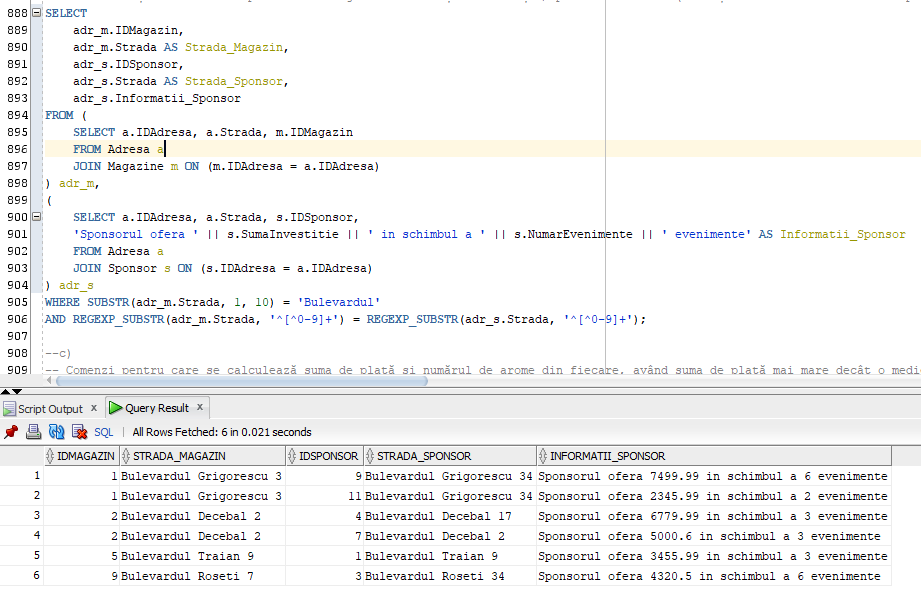 888 SELECT
889 adr_m.IDMagazin,
890 adr_m.Strada AS Strada_Magazin,
891 adr_s.IDSponsor,
892 adr_s.Strada AS Strada_Sponsor,
893 adr_s.Informatii_Sponsor
894 FROM (
895 SELECT a.IDAdresa, a.Strada, m.IDMagazin
896 FROM Adresa a
897 JOIN Magazine m ON (m.IDAdresa = a.IDAdresa)
898 ) adr_m,
899 (
900 SELECT a.IDAdresa, a.Strada, s.IDSponsor,
901 'Sponsorul ofera ' || s.SumaInvestitie || ' in schimbul a ' || s.NumarEvenimente || ' evenimente' AS Informatii_Sponsor
902 FROM Adresa a
903 JOIN Sponsor s ON (s.IDAdresa = a.IDAdresa)
904 ) adr_s
905 WHERE SUBSTR(adr_m.Strada, 1, 10) = 'Bulevardul'
906 AND REGEXP_SUBSTR(adr_m.Strada, '^[^0-9]+') = REGEXP_SUBSTR(adr_s.Strada, '^[^0-9]+');
907
908 --c)
909 -- Comenzi pentru care se calculează suma de plată și numărul de arome din fiecare, având suma de plată mai mare decât o medi
Script Output x Query Result x
SQL | All Rows Fetched: 6 in 0.021 seconds
IDMAGAZIN STRADA_MAGAZIN IDSPONSOR STRADA_SPONSOR INFORMATII_SPONSOR
1 1 Bulevardul Grigorescu 3 9 Bulevardul Grigorescu 34 Sponsorul ofera 7499.99 in schimbul a 6 evenimente
2 1 Bulevardul Grigorescu 3 11 Bulevardul Grigorescu 34 Sponsorul ofera 2345.99 in schimbul a 2 evenimente
3 2 Bulevardul Decebal 2 4 Bulevardul Decebal 17 Sponsorul ofera 6779.99 in schimbul a 3 evenimente
4 2 Bulevardul Decebal 2 7 Bulevardul Decebal 2 Sponsorul ofera 5000.6 in schimbul a 3 evenimente
5 5 Bulevardul Traian 9 1 Bulevardul Traian 9 Sponsorul ofera 3455.99 in schimbul a 3 evenimente
6 9 Bulevardul Roseti 7 3 Bulevardul Roseti 34 Sponsorul ofera 4320.5 in schimbul a 6 evenimente